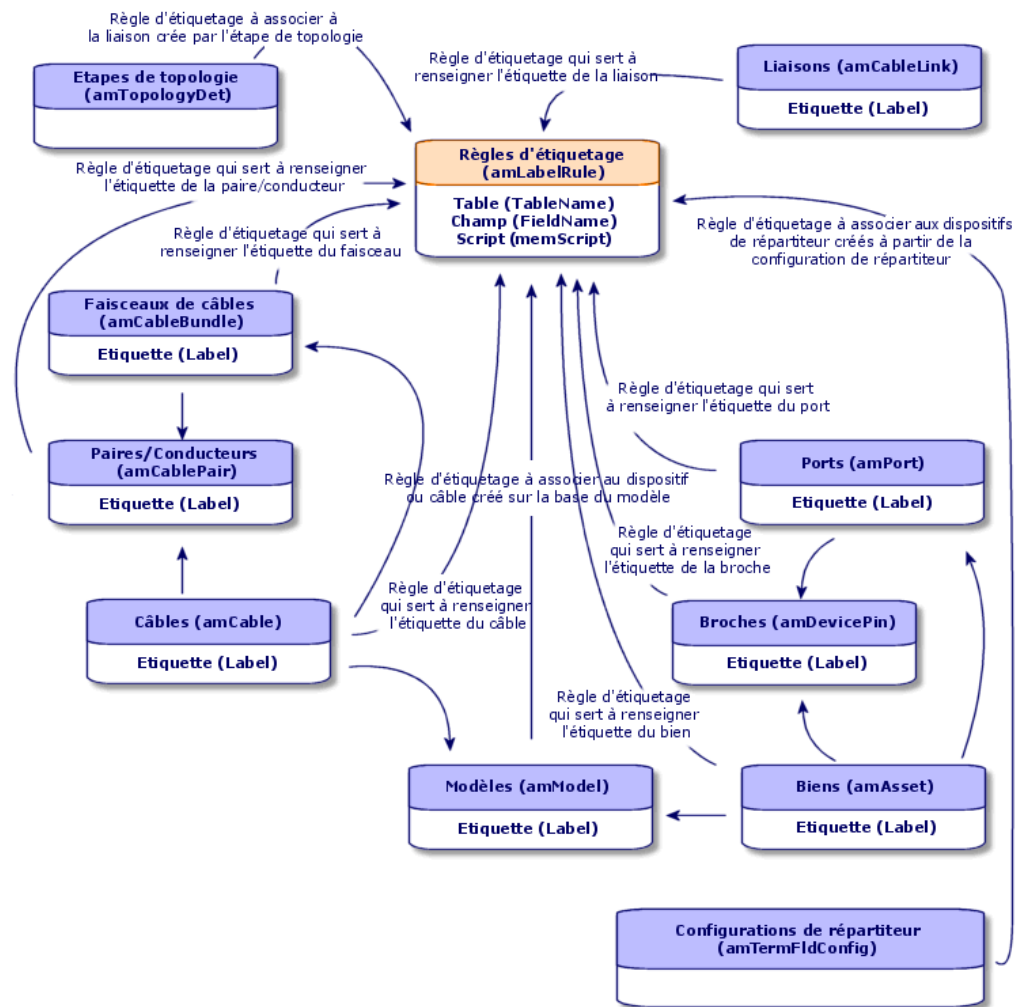 Règle d'étiquetage à associer à
la liaison crée par l'étape de topologie
Etapes de topologie
(amTopologyDet)
Règle d'étiquetage qui sert à
renseigner l'étiquette de la liaison
Liaisons (amCableLink)
Etiquette (Label)
Règles d'étiquetage
(amLabelRule)
Table (TableName)
Champ (FieldName)
Script (memScript)
Règle d'étiquetage qui sert à renseigner
l'étiquette de la paire/conducteur
Règle d'étiquetage qui sert à
renseigner l'étiquette du faisceau
Règle d'étiquetage à associer aux dispositifs
de répartiteur créés à partir de la
configuration de répartiteur
Faisceaux de câbles
(amCableBundle)
Etiquette (Label)
Règle d'étiquetage qui sert
à renseigner l'étiquette du port
Paires/Conducteurs
(amCablePair)
Etiquette (Label)
Règle d'étiquetage à associer au dispositif
ou câble créé sur la base du modèle
Ports (amPort)
Etiquette (Label)
Règle d'étiquetage
qui sert à renseigner
l'étiquette de la broche
Règle d'étiquetage
qui sert à renseigner
l'étiquette du câble
Câbles (amCable)
Etiquette (Label)
Broches (amDevicePin)
Etiquette (Label)
Règle d'étiquetage
qui sert à renseigner
l'étiquette du bien
Modèles (amModel)
Etiquette (Label)
Biens (amAsset)
Etiquette (Label)
Configurations de répartiteur
(amTermFldConfig)